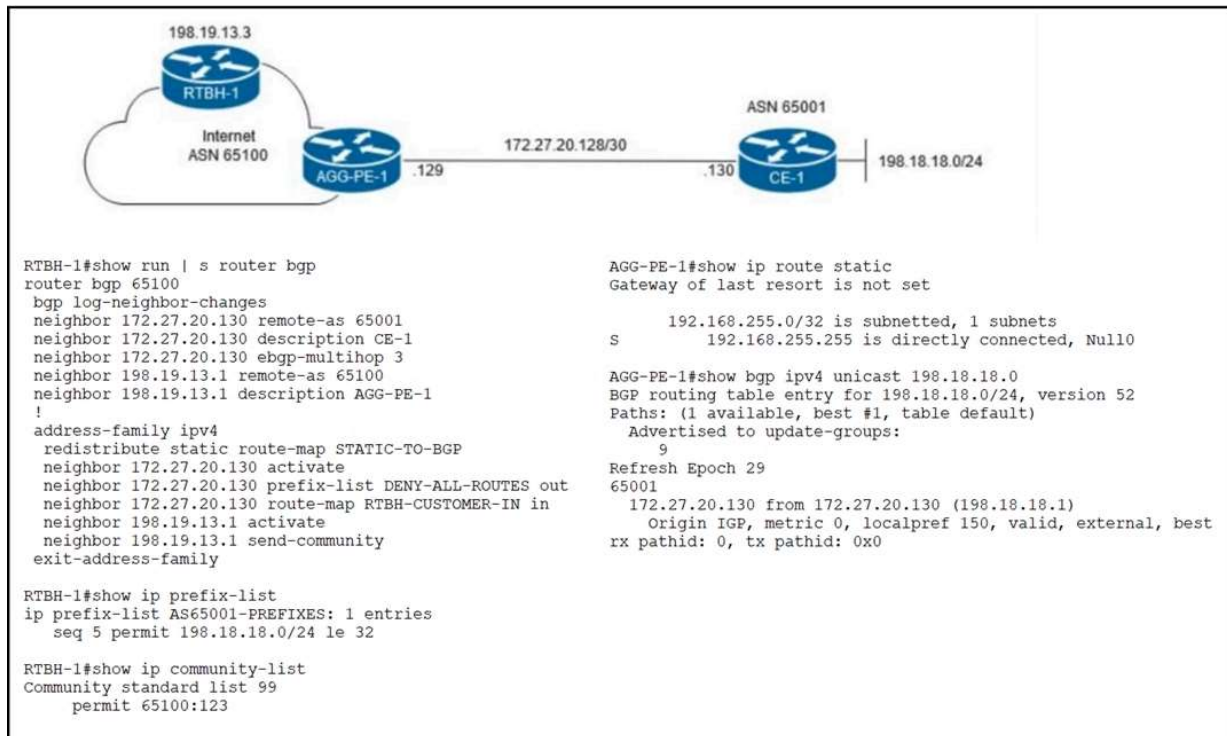 198.19.13.3
RTBH-1
Internet
ASN 65100
AGG-PE-1
.129
172.27.20.128/30
.130
ASN 65001
CE-1
198.18.18.0/24
RTBH-1#show run | s router bgp
router bgp 65100
 bgp log-neighbor-changes
 neighbor 172.27.20.130 remote-as 65001
 neighbor 172.27.20.130 description CE-1
 neighbor 172.27.20.130 ebgp-multihop 3
 neighbor 198.19.13.1 remote-as 65100
 neighbor 198.19.13.1 description AGG-PE-1
 !
 address-family ipv4
  redistribute static route-map STATIC-TO-BGP
  neighbor 172.27.20.130 activate
  neighbor 172.27.20.130 prefix-list DENY-ALL-ROUTES out
  neighbor 172.27.20.130 route-map RTBH-CUSTOMER-IN in
  neighbor 198.19.13.1 activate
  neighbor 198.19.13.1 send-community
 exit-address-family
RTBH-1#show ip prefix-list
ip prefix-list AS65001-PREFIXES: 1 entries
   seq 5 permit 198.18.18.0/24 le 32
RTBH-1#show ip community-list
Community standard list 99
     permit 65100:123
AGG-PE-1#show ip route static
Gateway of last resort is not set
      192.168.255.0/32 is subnetted, 1 subnets
S        192.168.255.255 is directly connected, Null0
AGG-PE-1#show bgp ipv4 unicast 198.18.18.0
BGP routing table entry for 198.18.18.0/24, version 52
Paths: (1 available, best #1, table default)
  Advertised to update-groups:
     9
Refresh Epoch 29
65001
  172.27.20.130 from 172.27.20.130 (198.18.18.1)
    Origin IGP, metric 0, localpref 150, valid, external, best
rx pathid: 0, tx pathid: 0x0